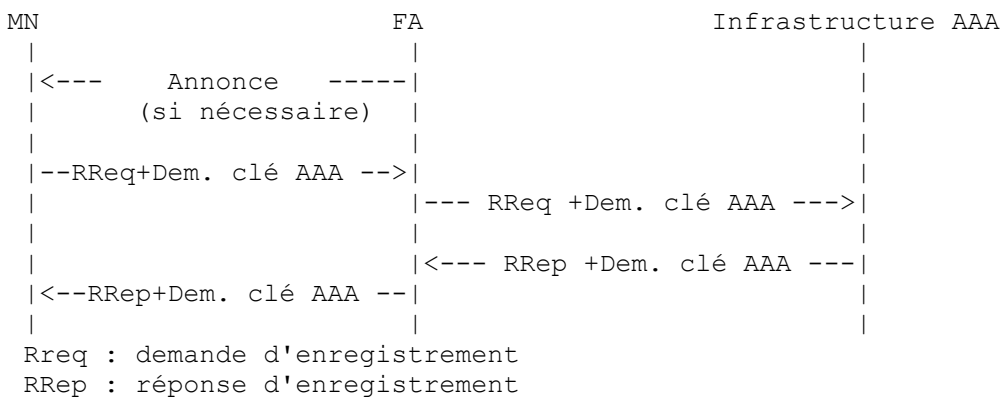 MN FA Infrastructure AAA
| | |
|<--- Annonce -----| |
| (si nécessaire) | |
| | |
|--RReq+Dem. clé AAA -->| |
| |--- RReq +Dem. clé AAA --->|
| | |
| |<--- RRep +Dem. clé AAA ---|
|<--RRep+Dem. clé AAA --| |
| | |
Rreq : demande d'enregistrement
RRep : réponse d'enregistrement